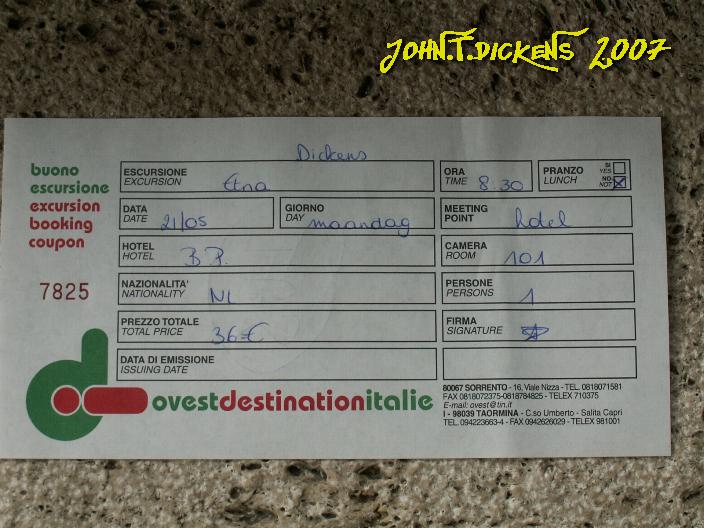 JOHN.T.DICKENS 2007
Dickens
buono
escursione
excursion
booking
coupon
7825
ESCURSIONE
EXCURSION Etna
ORA
TIME 8:30
PRANZO
LUNCH
SI
YES
NO
NOT
DATA
DATE 21/05
GIORNO
DAY maandag
MEETING
POINT hotel
HOTEL
HOTEL B.P.
CAMERA
ROOM 101
NAZIONALITA'
NATIONALITY NL
PERSONE
PERSONS 1
PREZZO TOTALE
TOTAL PRICE 36 €
FIRMA
SIGNATURE
DATA DI EMISSIONE
ISSUING DATE
d ovestdestinationitalie
80067 SORRENTO - 16, Viale Nizza - TEL. 0818071581
FAX 0818072375-0818784825 - TELEX 710375
E-mail: ovest@tin.it
I - 98039 TAORMINA - C.so Umberto - Salita Capri
TEL. 094223663-4 - FAX 0942626029 - TELEX 981001